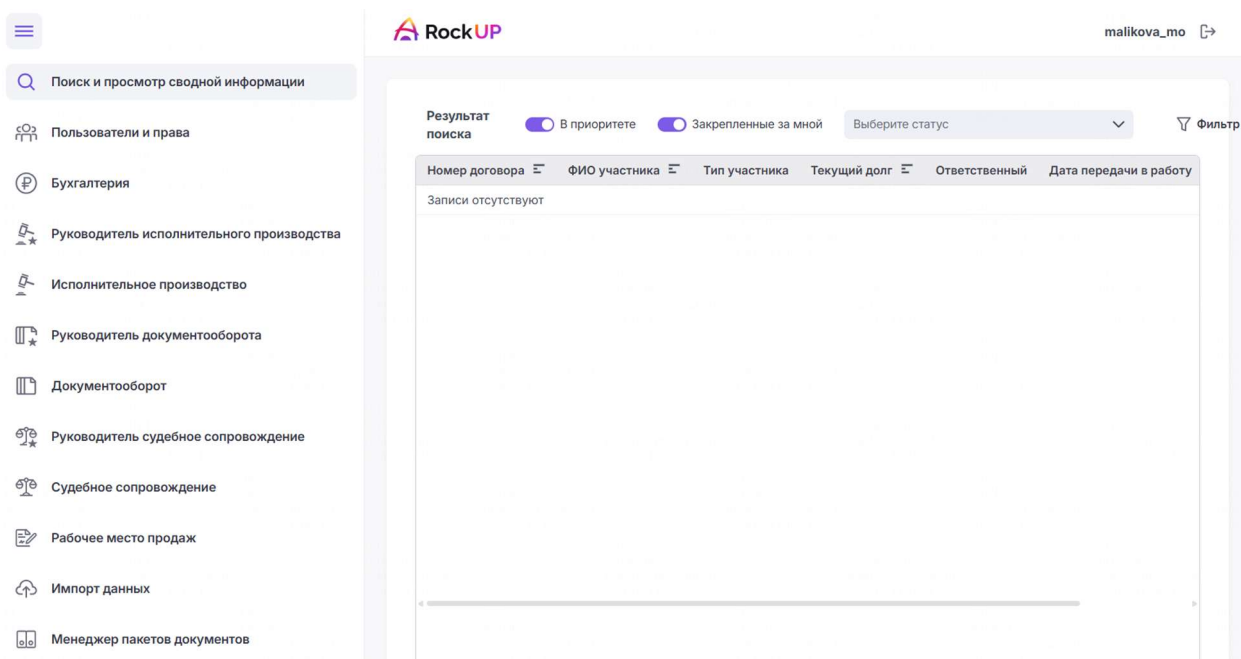 RockUP
malikova_mo
Поиск и просмотр сводной информации
Пользователи и права
Бухгалтерия
Руководитель исполнительного производства
Исполнительное производство
Руководитель документооборота
Документооборот
Руководитель судебное сопровождение
Судебное сопровождение
Рабочее место продаж
Импорт данных
Менеджер пакетов документов
Результат
поиска
В приоритете
Закрепленные за мной
Выберите статус
Фильтр
Номер договора ФИО участника Тип участника Текущий долг Ответственный Дата передачи в работу
Записи отсутствуют